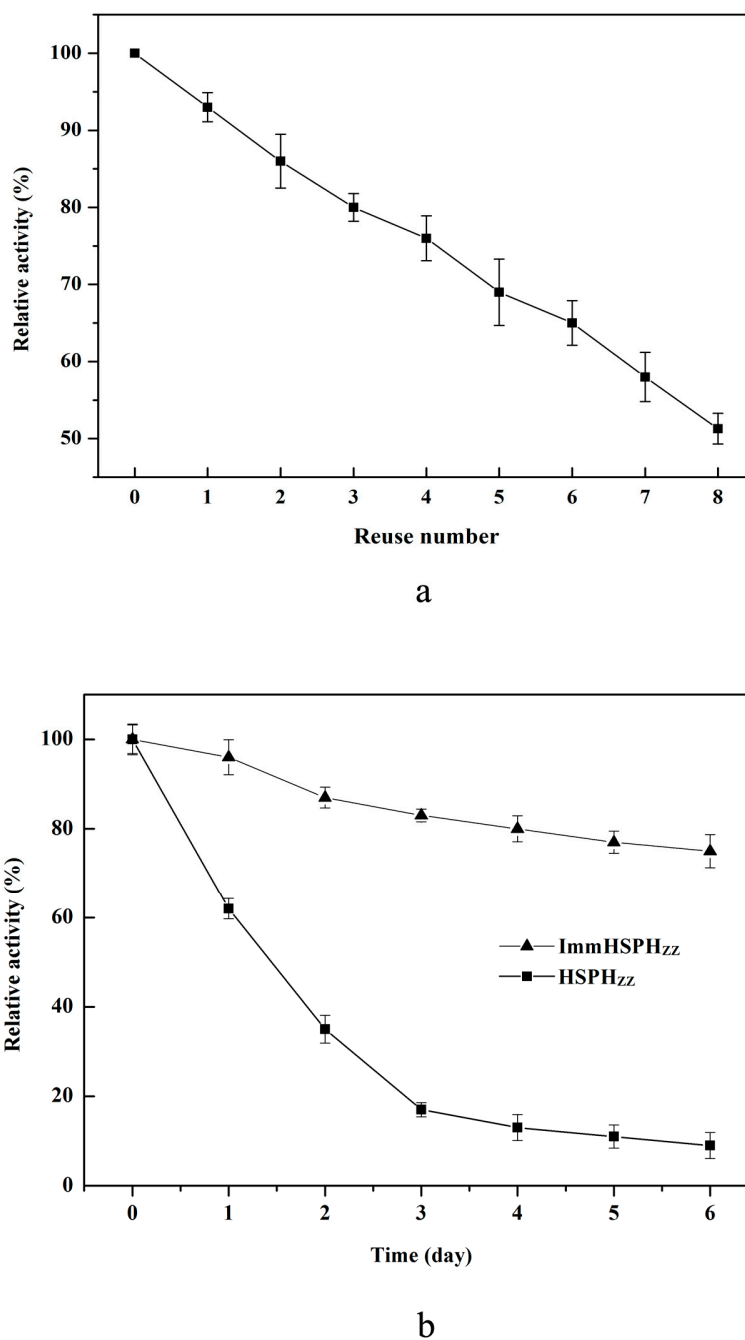 100
90
80
70
60
50
Relative activity (%)
0 1 2 3 4 5 6 7 8
Reuse number
a
100
80
60
40
20
0
Relative activity (%)
ImmHSPHZZ
HSPHZZ
0 1 2 3 4 5 6
Time (day)
b